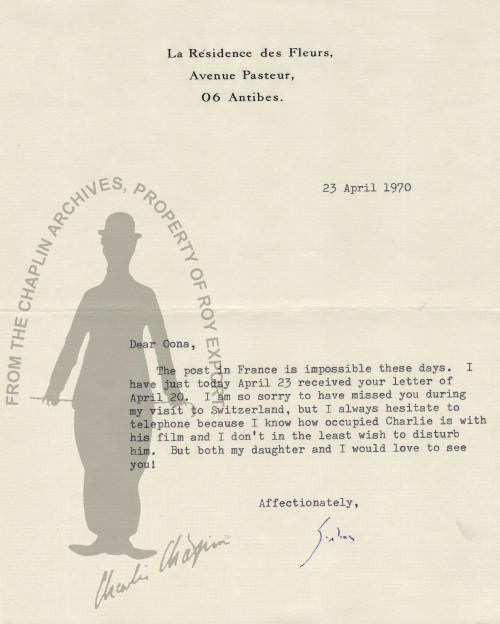 La Résidence des Fleurs,
Avenue Pasteur,
06 Antibes.
23 April 1970
FROM THE CHAPLIN ARCHIVES, PROPERTY OF ROY EXPORT
Dear Oona,
The post in France is impossible these days. I
have just today April 23 received your letter of
April 20. I am so sorry to have missed you during
my visit to Switzerland, but I always hesitate to
telephone because I know how occupied Charlie is with
his film and I don't in the least wish to disturb
him. But both my daughter and I would love to see
you!
Affectionately,
Charlie Chaplin